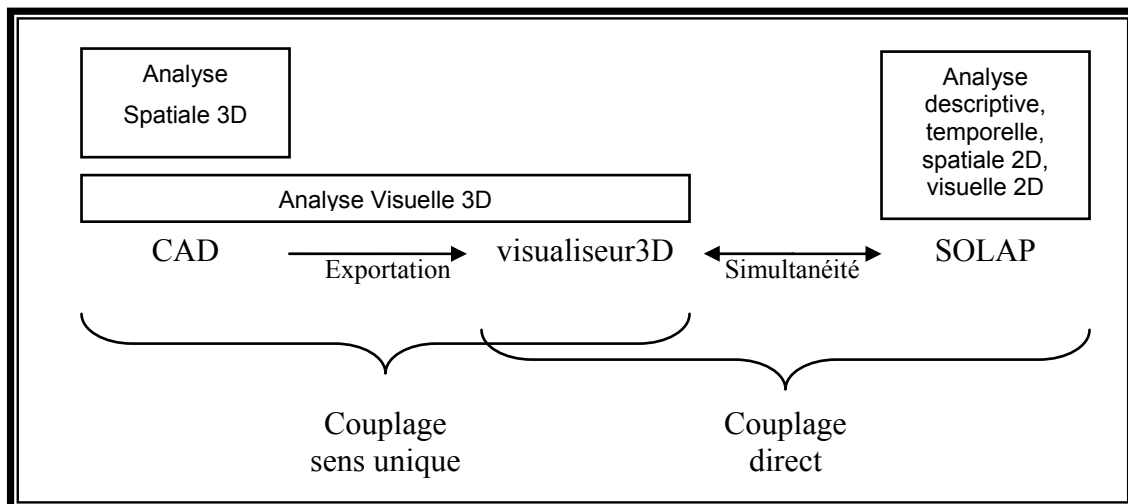 Analyse
Spatiale 3D
Analyse
descriptive,
temporelle,
spatiale 2D,
visuelle 2D
Analyse Visuelle 3D
CAD
Exportation
visualiseur3D
Simultanéité
SOLAP
Couplage
sens unique
Couplage
direct